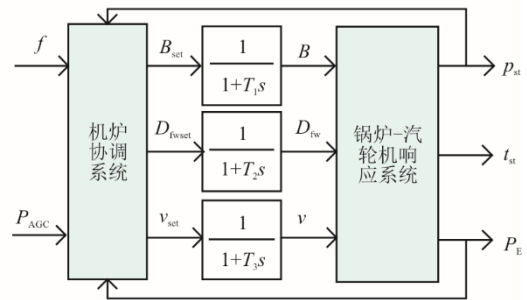 f
B_set
1
1+T_1s
B
p_st
机炉
协调
系统
D_fwset
1
1+T_2s
D_fw
锅炉-汽
轮机响
应系统
t_st
P_AGC
v_set
1
1+T_3s
v
P_E